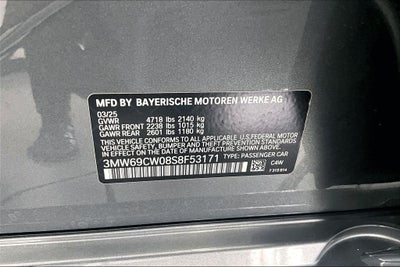 MFD BY BAYERISCHE MOTOREN WERKE AG
03/25
GVWR 4718 lbs 2140 kg
GAWR FRONT 2238 lbs 1015 kg
GAWR REAR 2601 lbs 1180 kg
THIS VEHICLE CONFORMS TO ALL APPLICABLE U.S.FEDERAL MOTOR
VEHICLE SAFETY, BUMPER AND THEFT PREVENTION STANDARDS
IN EFFECT ON THE DATE OF MANUFACTURE SHOWN ABOVE.
3MW69CW08S8F53171 TYPE: PASSENGER CAR
C4W